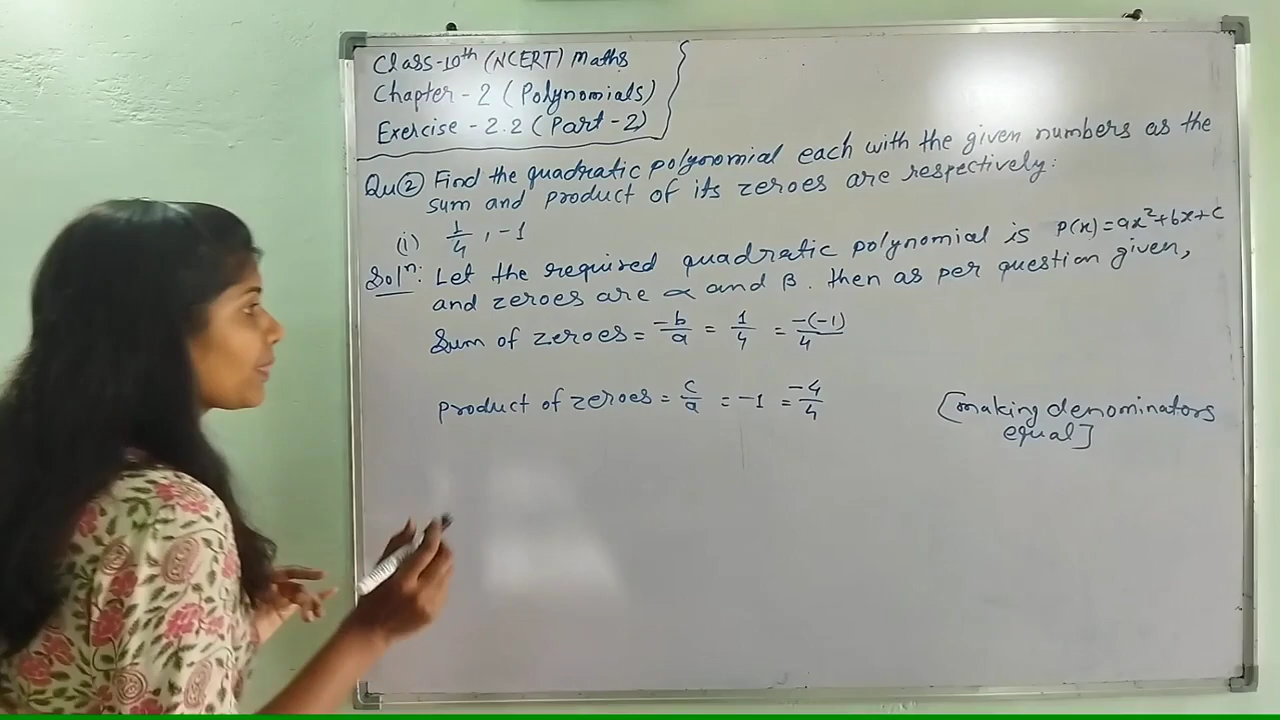 Class-10th (NCERT) Maths
Chapter-2 (Polynomials)
Exercise-2.2 (Part-2)
Qu② Find the quadratic polynomial each with the given numbers as the
sum and product of its zeroes are respectively:
(i) 1/4, -1
Solⁿ: Let the required quadratic polynomial is P(x)=ax²+bx+c
and zeroes are α and β. then as per question given,
Sum of zeroes = -b/a = 1/4 = -(-1)/4
product of zeroes = c/a = -1 = -4/4 [making denominators
equal]